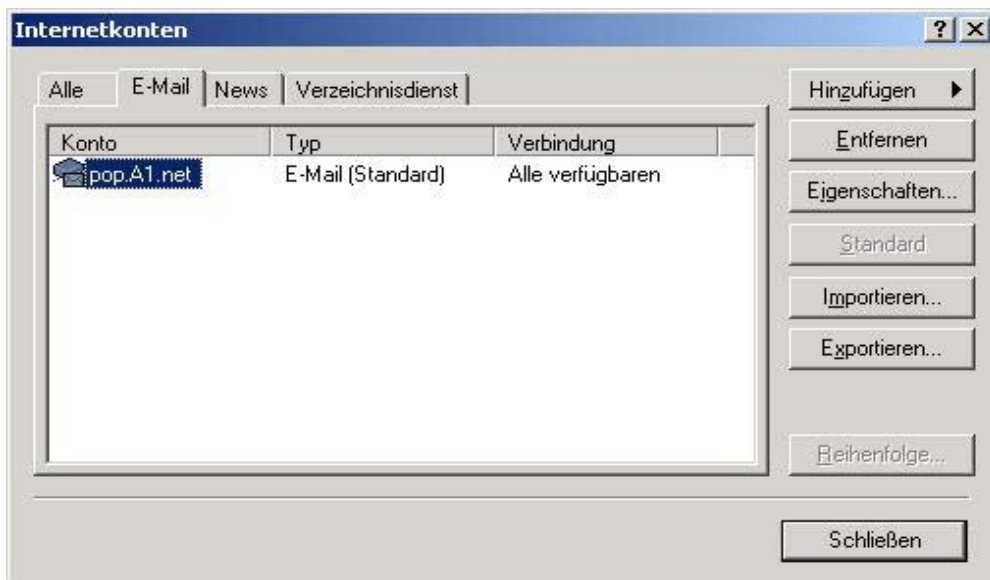 Internetkonten
Alle E-Mail News Verzeichnisdienst
Konto Typ Verbindung
pop.A1.net E-Mail (Standard) Alle verfügbaren
Hinzufügen
Entfernen
Eigenschaften...
Standard
Importieren...
Exportieren...
Reihenfolge...
Schließen